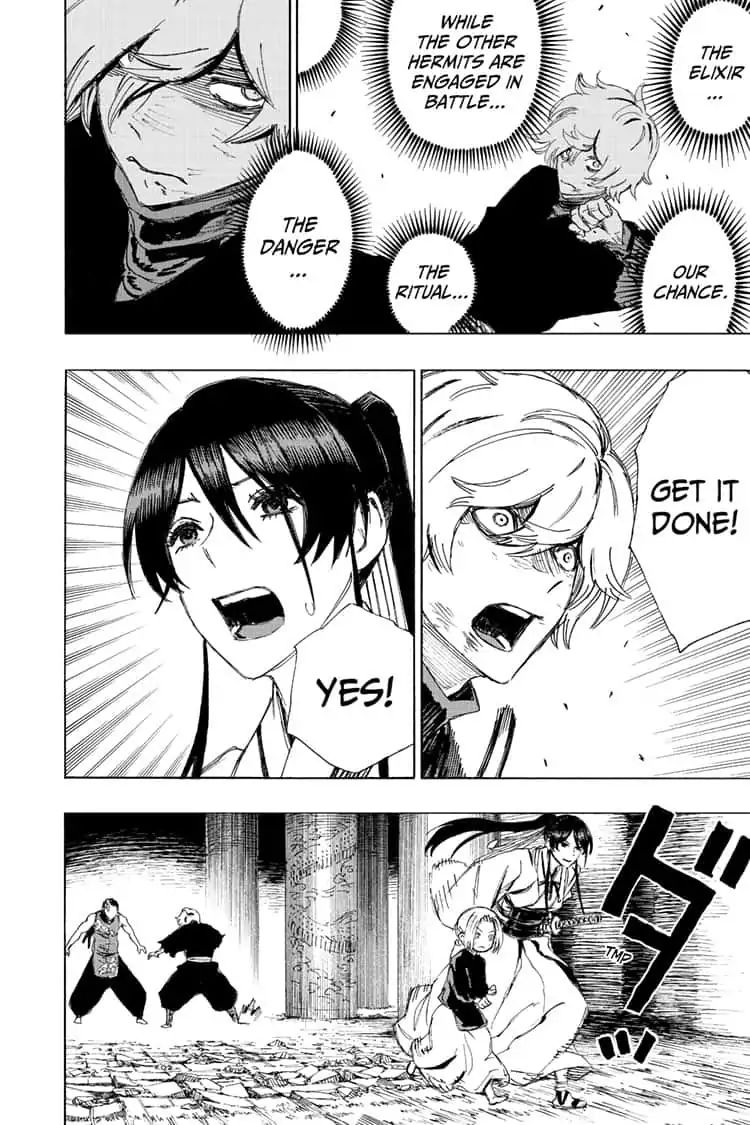 THE
ELIXIR
...
WHILE
THE OTHER
HERMITS ARE
ENGAGED IN
BATTLE...
OUR
CHANCE.
THE
RITUAL...
THE
DANGER
...
GET IT
DONE!
YES!
ダッ
TMP